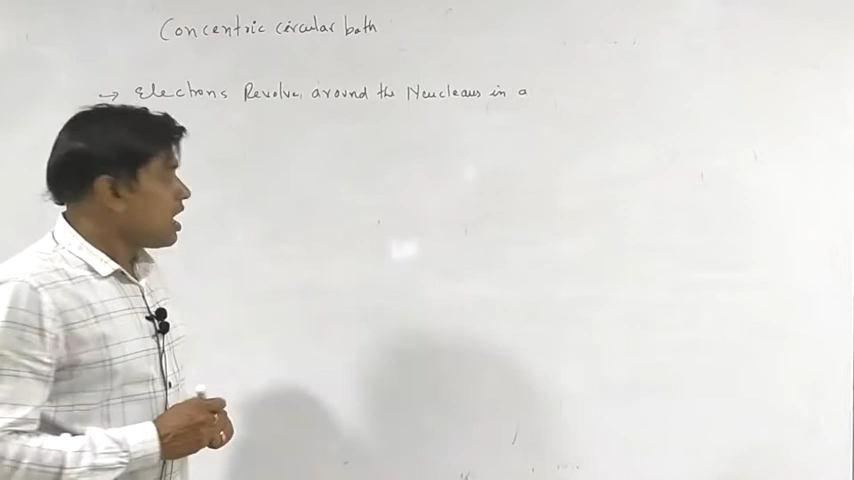 Concentric circular bath
→ Electrons Revolve around the Neucleaus in a